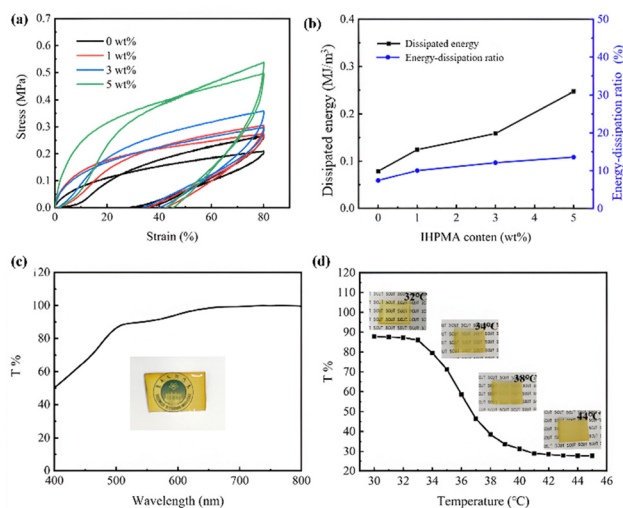 (a)
0 wt%
1 wt%
3 wt%
5 wt%
0.7
0.6
0.5
0.4
0.3
0.2
0.1
0.0
0 20 40 60 80 100
Stress (MPa)
Strain (%)
(b)
Dissipated energy
Energy-dissipation ratio
0.4
0.3
0.2
0.1
0.0
50
40
30
20
10
0
0 1 2 3 4 5
Dissipated energy (MJ/m³)
Energy-dissipation ratio (%)
IHPMA conten (wt%)
(c)
120
100
80
60
40
20
0
400 500 600 700 800
T %
Wavelength (nm)
(d)
120
110
100
90
80
70
60
50
40
30
20
30 32 34 36 38 40 42 44 46
T %
Temperature (℃)
32℃
34℃
38℃
44℃